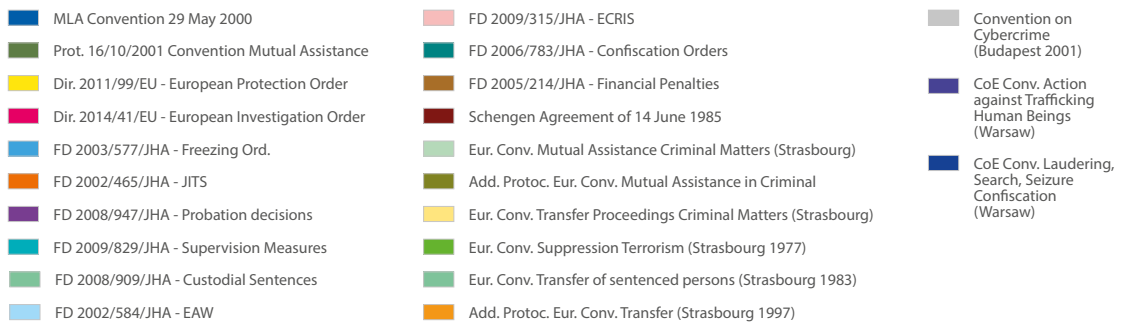 MLA Convention 29 May 2000
Prot. 16/10/2001 Convention Mutual Assistance
Dir. 2011/99/EU - European Protection Order
Dir. 2014/41/EU - European Investigation Order
FD 2003/577/JHA - Freezing Ord.
FD 2002/465/JHA - JITS
FD 2008/947/JHA - Probation decisions
FD 2009/829/JHA - Supervision Measures
FD 2008/909/JHA - Custodial Sentences
FD 2002/584/JHA - EAW
FD 2009/315/JHA - ECRIS
FD 2006/783/JHA - Confiscation Orders
FD 2005/214/JHA - Financial Penalties
Schengen Agreement of 14 June 1985
Eur. Conv. Mutual Assistance Criminal Matters (Strasbourg)
Add. Protoc. Eur. Conv. Mutual Assistance in Criminal
Eur. Conv. Transfer Proceedings Criminal Matters (Strasbourg)
Eur. Conv. Suppression Terrorism (Strasbourg 1977)
Eur. Conv. Transfer of sentenced persons (Strasbourg 1983)
Add. Protoc. Eur. Conv. Transfer (Strasbourg 1997)
Convention on
Cybercrime
(Budapest 2001)
CoE Conv. Action
against Trafficking
Human Beings
(Warsaw)
CoE Conv. Laudering,
Search, Seizure
Confiscation
(Warsaw)